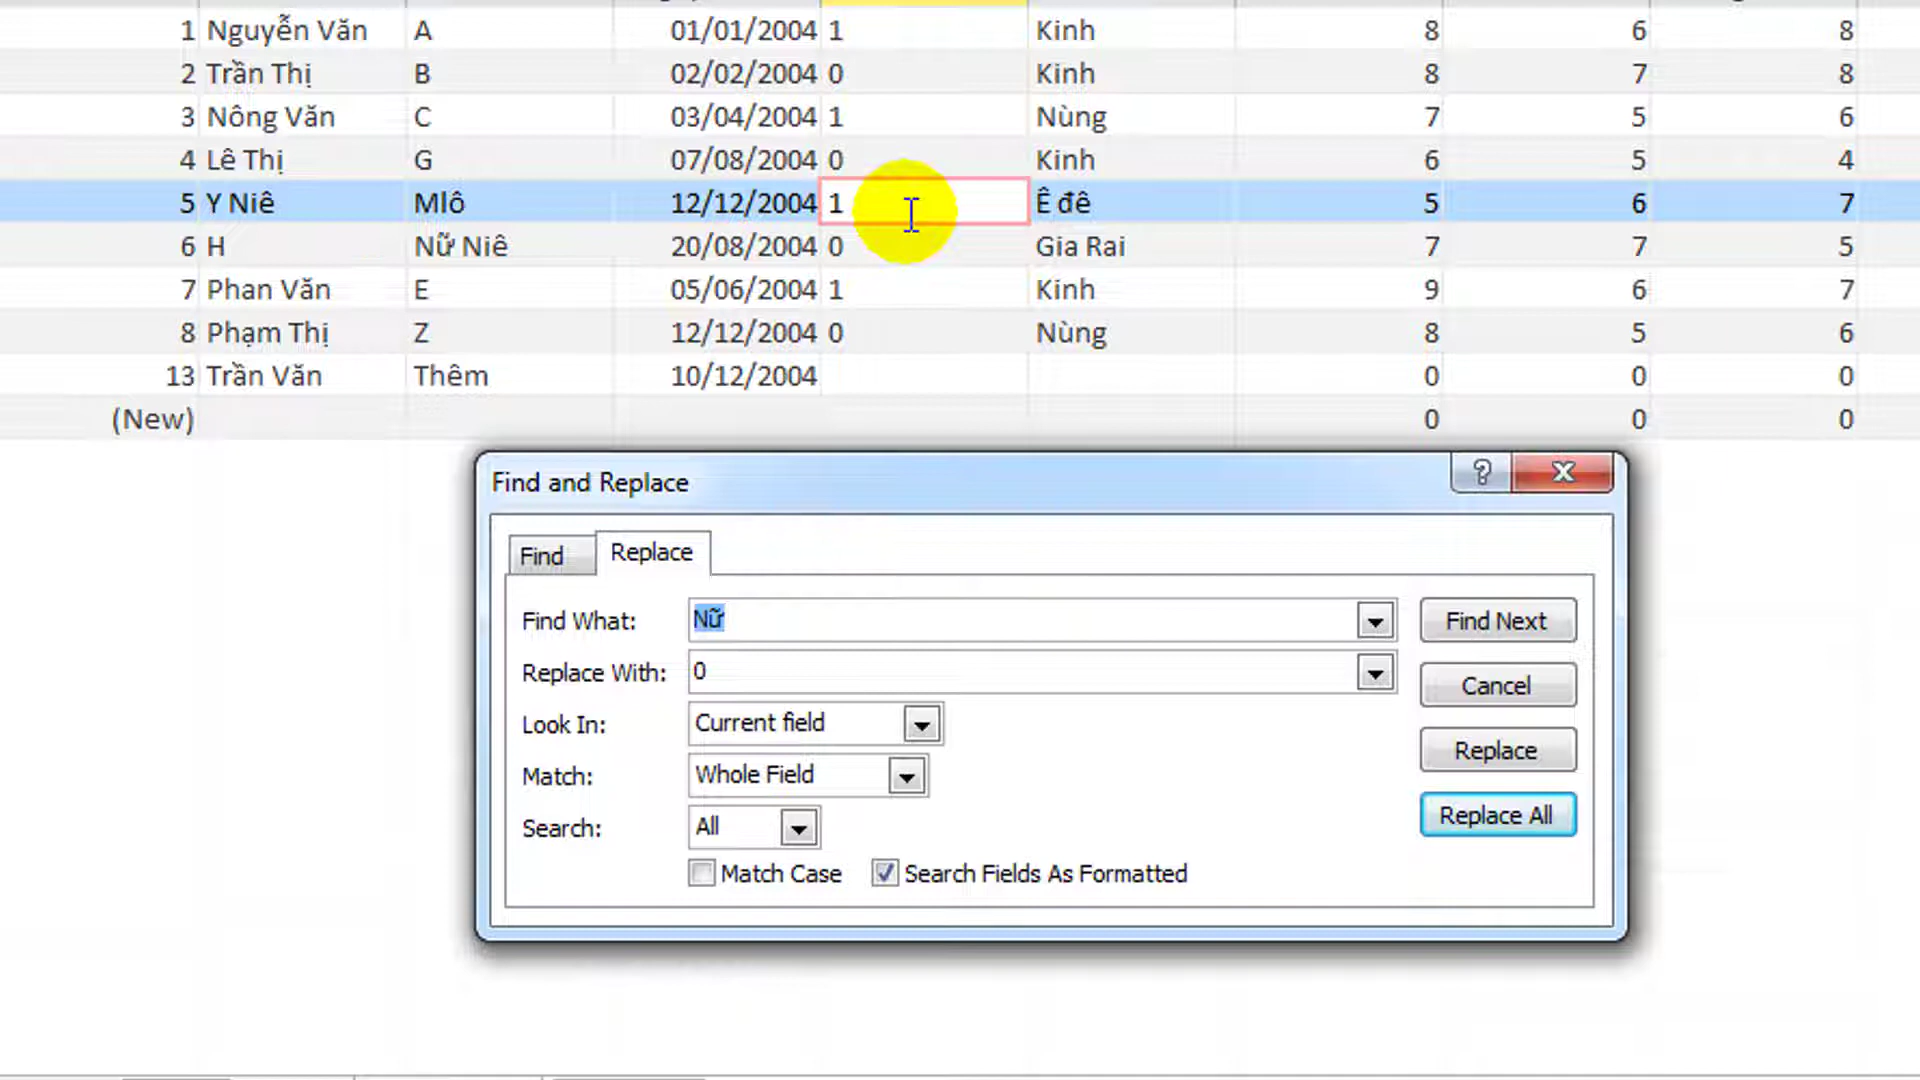 1 Nguyễn Văn A 01/01/2004 1 Kinh 8 6 8
2 Trần Thị B 02/02/2004 0 Kinh 8 7 8
3 Nông Văn C 03/04/2004 1 Nùng 7 5 6
4 Lê Thị G 07/08/2004 0 Kinh 6 5 4
5 Y Niê Mlô 12/12/2004 1 Ê đê 5 6 7
6 H Nữ Niê 20/08/2004 0 Gia Rai 7 7 5
7 Phan Văn E 05/06/2004 1 Kinh 9 6 7
8 Phạm Thị Z 12/12/2004 0 Nùng 8 5 6
13 Trần Văn Thêm 10/12/2004 0 0 0
(New) 0 0 0
Find and Replace
Find Replace
Find What: Nữ Find Next
Replace With: 0 Cancel
Look In: Current field
Match: Whole Field Replace
Search: All Replace All
Match Case Search Fields As Formatted